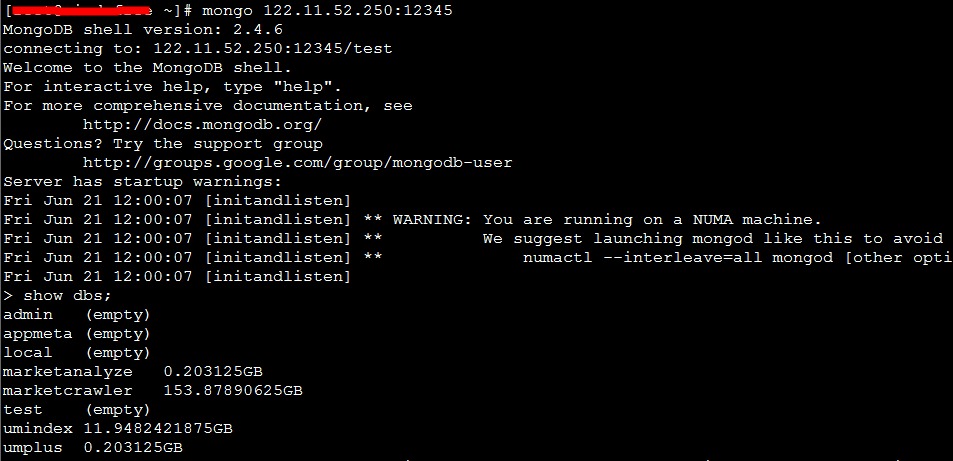 [ ~]# mongo 122.11.52.250:12345
MongoDB shell version: 2.4.6
connecting to: 122.11.52.250:12345/test
Welcome to the MongoDB shell.
For interactive help, type "help".
For more comprehensive documentation, see
        http://docs.mongodb.org/
Questions? Try the support group
        http://groups.google.com/group/mongodb-user
Server has startup warnings:
Fri Jun 21 12:00:07 [initandlisten]
Fri Jun 21 12:00:07 [initandlisten] ** WARNING: You are running on a NUMA machine.
Fri Jun 21 12:00:07 [initandlisten] **          We suggest launching mongod like this to avoid
Fri Jun 21 12:00:07 [initandlisten] **              numactl --interleave=all mongod [other opti
Fri Jun 21 12:00:07 [initandlisten]
> show dbs;
admin   (empty)
appmeta (empty)
local   (empty)
marketanalyze   0.203125GB
marketcrawler   153.87890625GB
test    (empty)
umindex 11.9482421875GB
umplus  0.203125GB